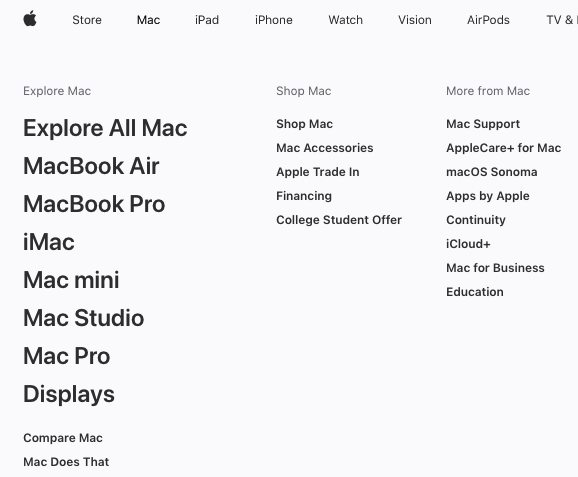 Store Mac iPad iPhone Watch Vision AirPods TV &
Explore Mac
Explore All Mac
MacBook Air
MacBook Pro
iMac
Mac mini
Mac Studio
Mac Pro
Displays
Compare Mac
Mac Does That
Shop Mac
Shop Mac
Mac Accessories
Apple Trade In
Financing
College Student Offer
More from Mac
Mac Support
AppleCare+ for Mac
macOS Sonoma
Apps by Apple
Continuity
iCloud+
Mac for Business
Education